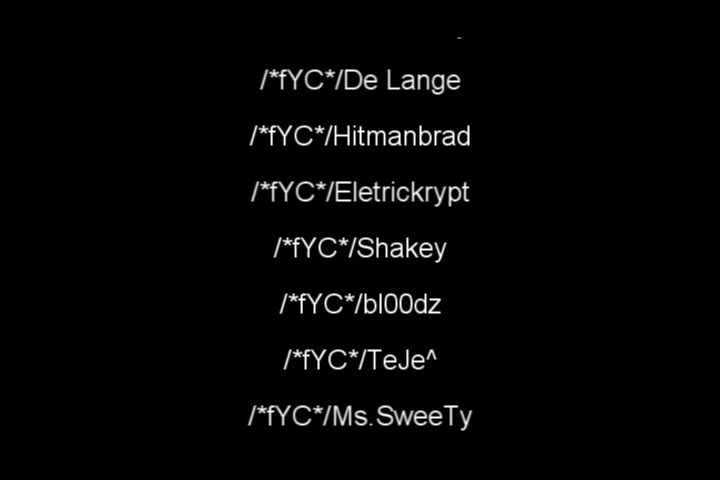 /*fYC*/De Lange
/*fYC*/Hitmanbrad
/*fYC*/Eletrickrypt
/*fYC*/Shakey
/*fYC*/bl00dz
/*fYC*/TeJe^
/*fYC*/Ms.SweeTy